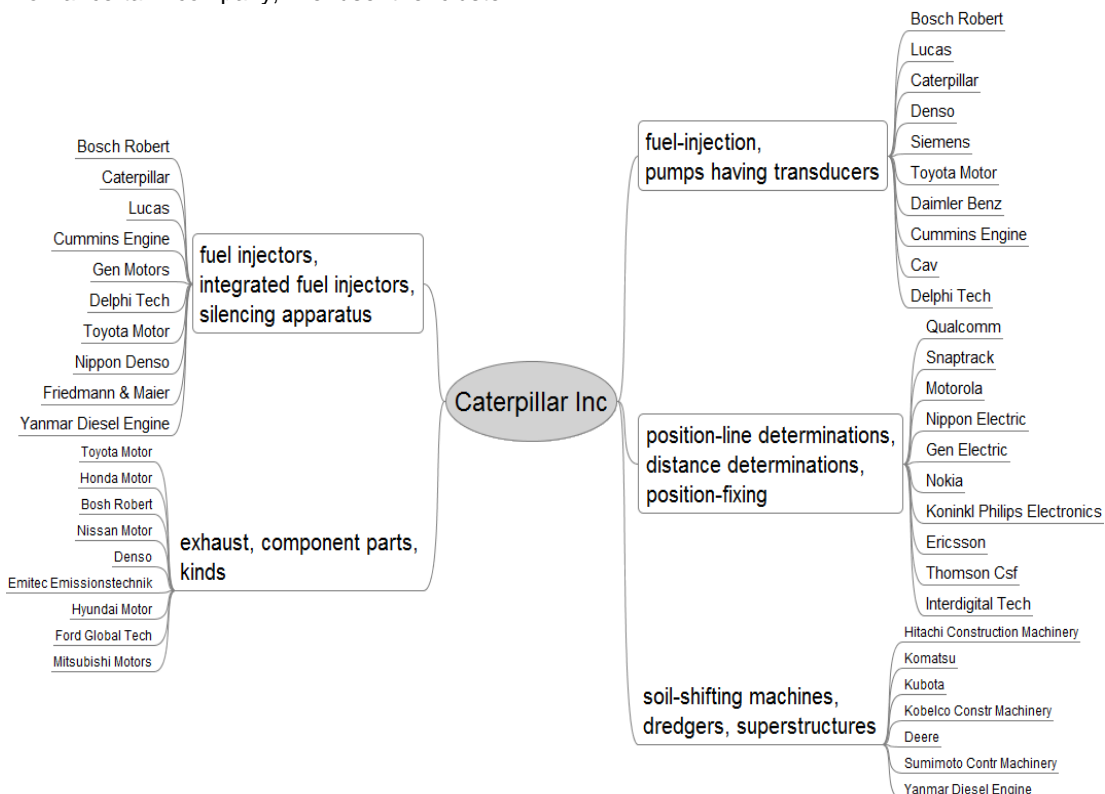 Bosch Robert
Caterpillar
Lucas
Cummins Engine
Gen Motors
Delphi Tech
Toyota Motor
Nippon Denso
Friedmann & Maier
Yanmar Diesel Engine
fuel injectors,
integrated fuel injectors,
silencing apparatus
Toyota Motor
Honda Motor
Bosh Robert
Nissan Motor
Denso
Emitec Emissionstechnik
Hyundai Motor
Ford Global Tech
Mitsubishi Motors
exhaust, component parts,
kinds
Caterpillar Inc
fuel-injection,
pumps having transducers
Bosch Robert
Lucas
Caterpillar
Denso
Siemens
Toyota Motor
Daimler Benz
Cummins Engine
Cav
Delphi Tech
position-line determinations,
distance determinations,
position-fixing
Qualcomm
Snaptrack
Motorola
Nippon Electric
Gen Electric
Nokia
Koninkl Philips Electronics
Ericsson
Thomson Csf
Interdigital Tech
soil-shifting machines,
dredgers, superstructures
Hitachi Construction Machinery
Komatsu
Kubota
Kobelco Constr Machinery
Deere
Sumimoto Contr Machinery
Yanmar Diesel Engine